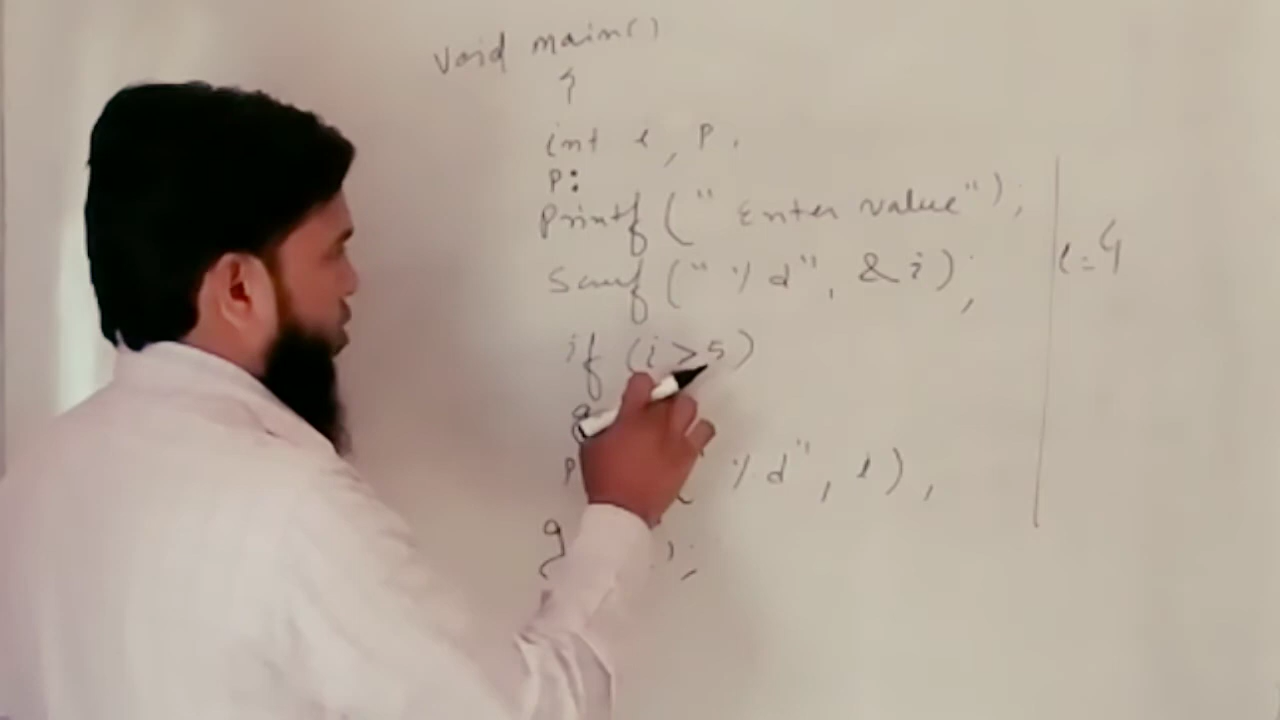 void main()
{
int i, P.
P:
Printf (" Enter value");
Scanf ("%d", &i);
if (i>5)
g
P ( "%d", i),
g );
i=4